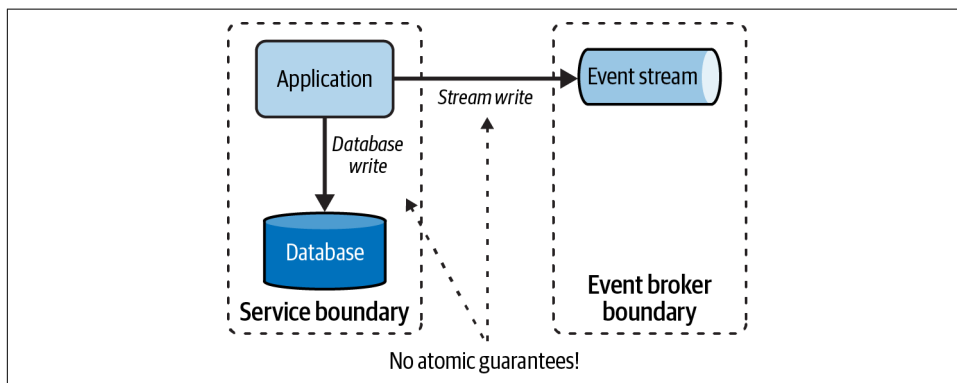 Application
Event stream
Stream write
Database
write
Database
Service boundary
Event broker
boundary
No atomic guarantees!